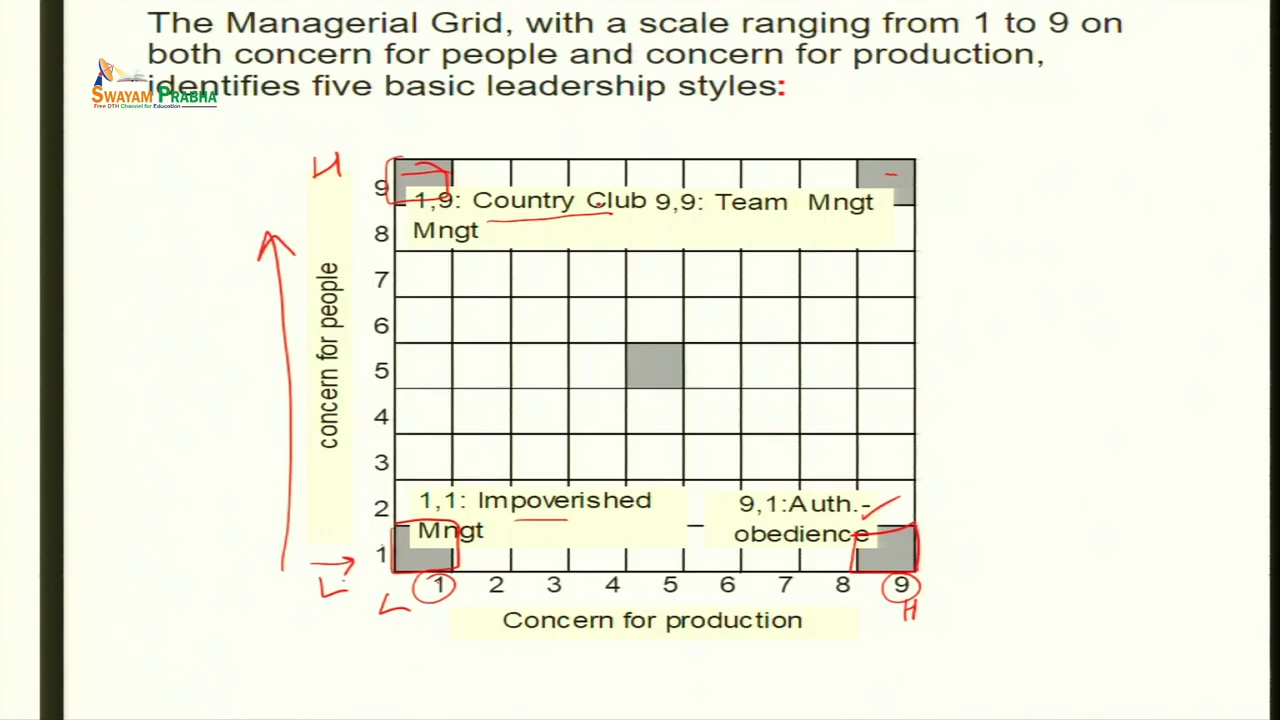 The Managerial Grid, with a scale ranging from 1 to 9 on
both concern for people and concern for production,
identifies five basic leadership styles:
SWAYAM PRABHA
Free DTH Channel for Education
H
9
1,9: Country Club 9,9: Team Mngt
Mngt
8
7
6
concern for people
5
4
3
2
1,1: Impoverished
Mngt
9,1:Auth.-
obedience
1
L
L
1 2 3 4 5 6 7 8 9
H
Concern for production